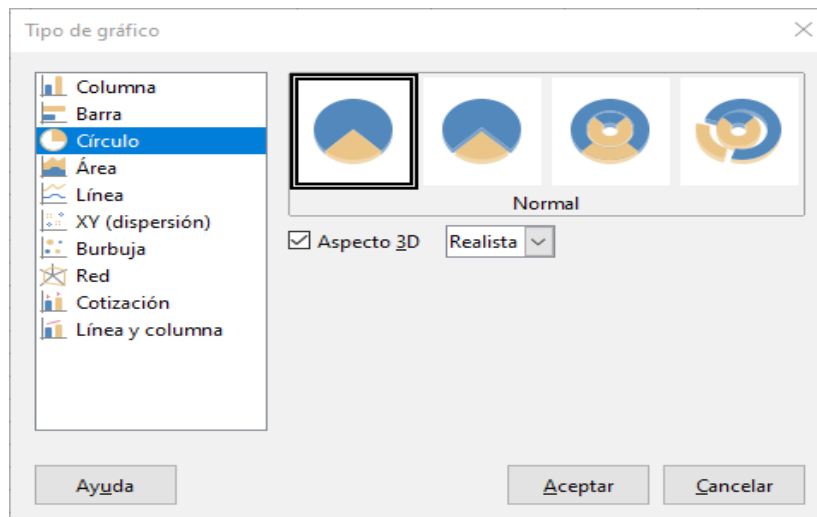 Tipo de gráfico
Columna
Barra
Círculo
Área
Línea
XY (dispersión)
Burbuja
Red
Cotización
Línea y columna
Normal
Aspecto 3D Realista
Ayuda Aceptar Cancelar